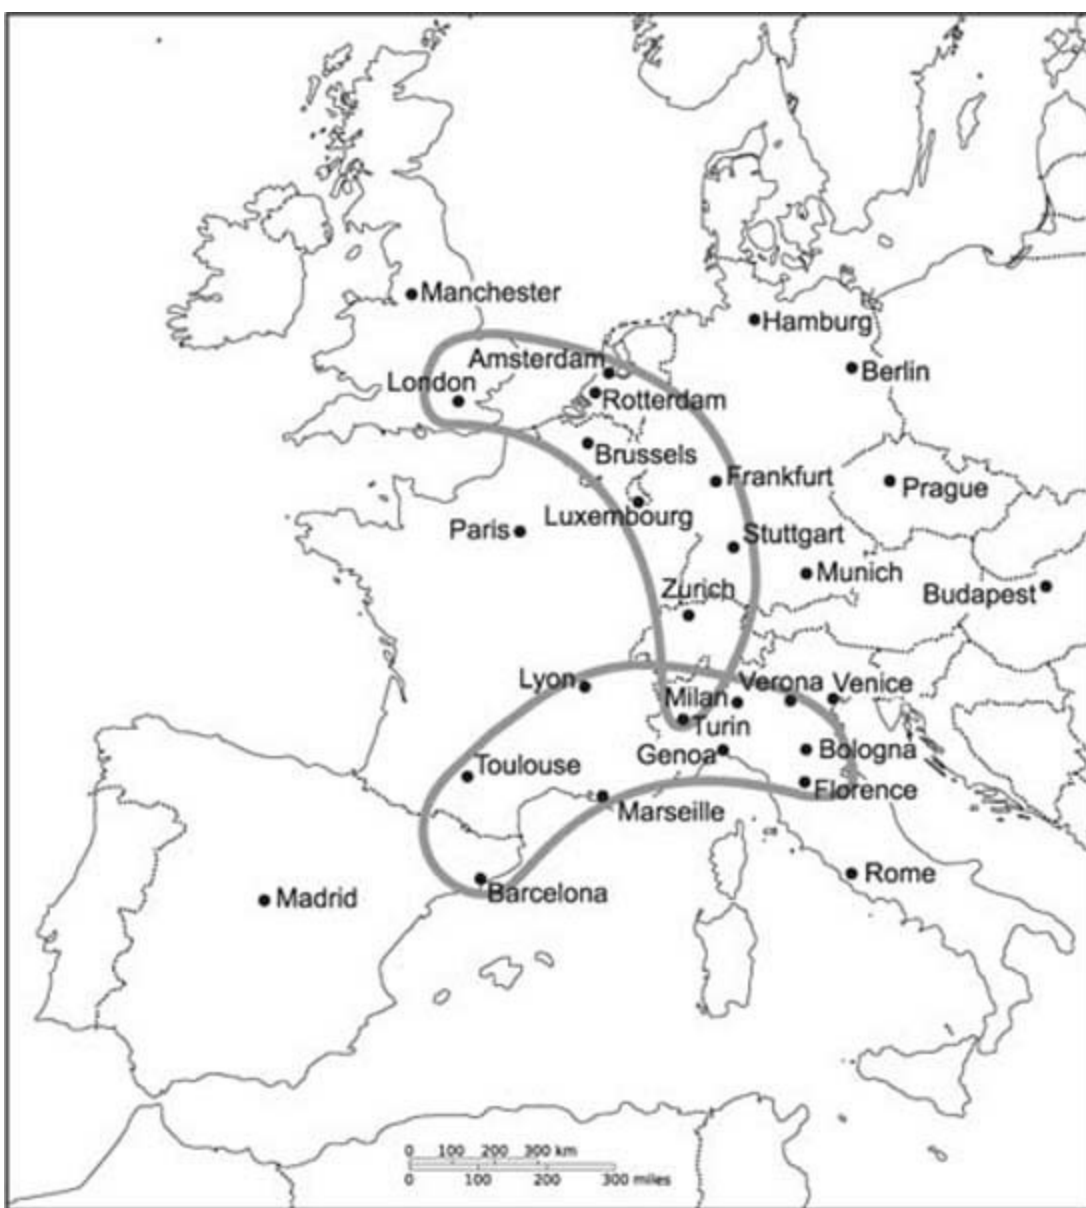 Manchester
Hamburg
Amsterdam
Berlin
London
Rotterdam
Brussels
Frankfurt
Prague
Luxembourg
Paris
Stuttgart
Munich
Zurich
Budapest
Lyon
Milan
Verona
Venice
Turin
Genoa
Bologna
Toulouse
Florence
Marseille
Rome
Barcelona
Madrid
0 100 200 300 km
0 100 200 300 miles